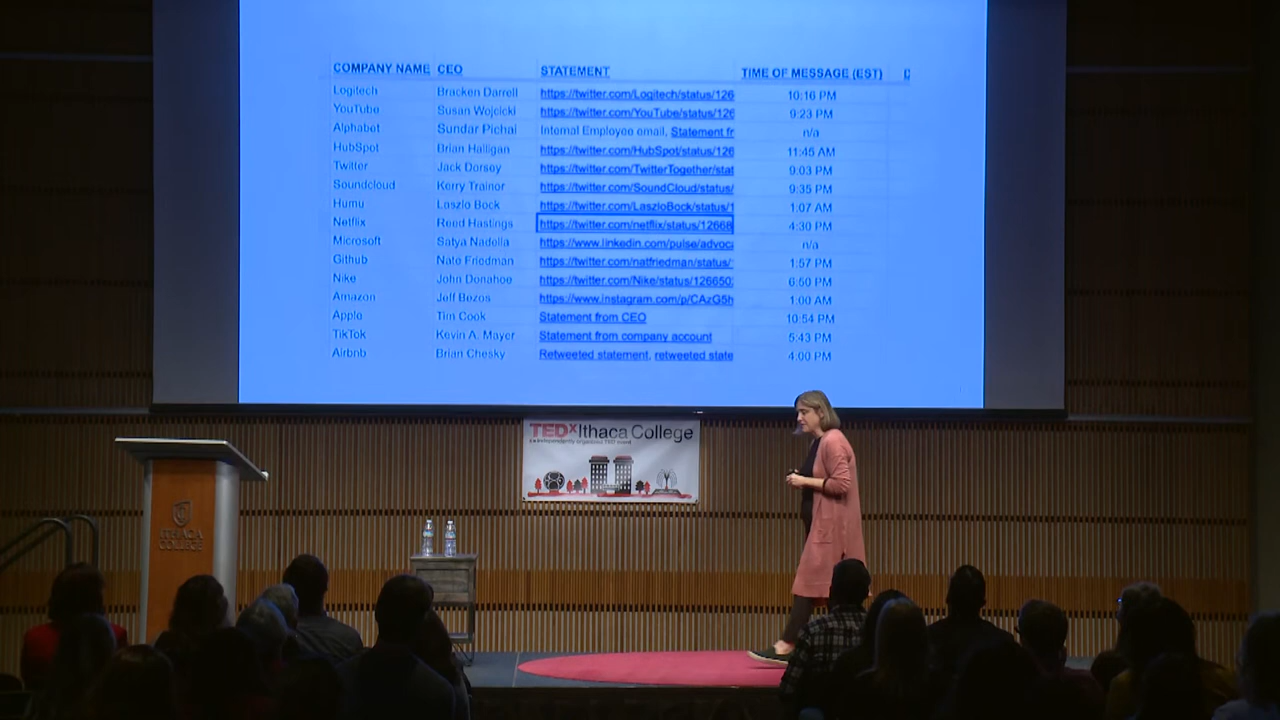 COMPANY NAME CEO STATEMENT TIME OF MESSAGE (EST)
Logitech Bracken Darrell https://twitter.com/Logitech/status/126 10:16 PM
YouTube Susan Wojcicki https://twitter.com/YouTube/status/126 9:23 PM
Alphabet Sundar Pichai Internal Employee email, Statement fr n/a
HubSpot Brian Halligan https://twitter.com/HubSpot/status/126 11:45 AM
Twitter Jack Dorsey https://twitter.com/TwitterTogether/stat 9:03 PM
Soundcloud Kerry Trainor https://twitter.com/SoundCloud/status/ 9:35 PM
Humu Laszlo Bock https://twitter.com/LaszloBock/status/1 1:07 AM
Netflix Reed Hastings https://twitter.com/netflix/status/12668 4:30 PM
Microsoft Satya Nadella https://www.linkedin.com/pulse/advoca n/a
Github Nate Friedman https://twitter.com/natfriedman/status/ 1:57 PM
Nike John Donahoe https://twitter.com/Nike/status/126650 6:50 PM
Amazon Jeff Bezos https://www.instagram.com/p/CAzG5h 1:00 AM
Apple Tim Cook Statement from CEO 10:54 PM
TikTok Kevin A. Mayer Statement from company account 5:43 PM
Airbnb Brian Chesky Retweeted statement, retweeted state 4:00 PM
TEDxIthaca College
x = independently organized TED event
ITHACA
COLLEGE